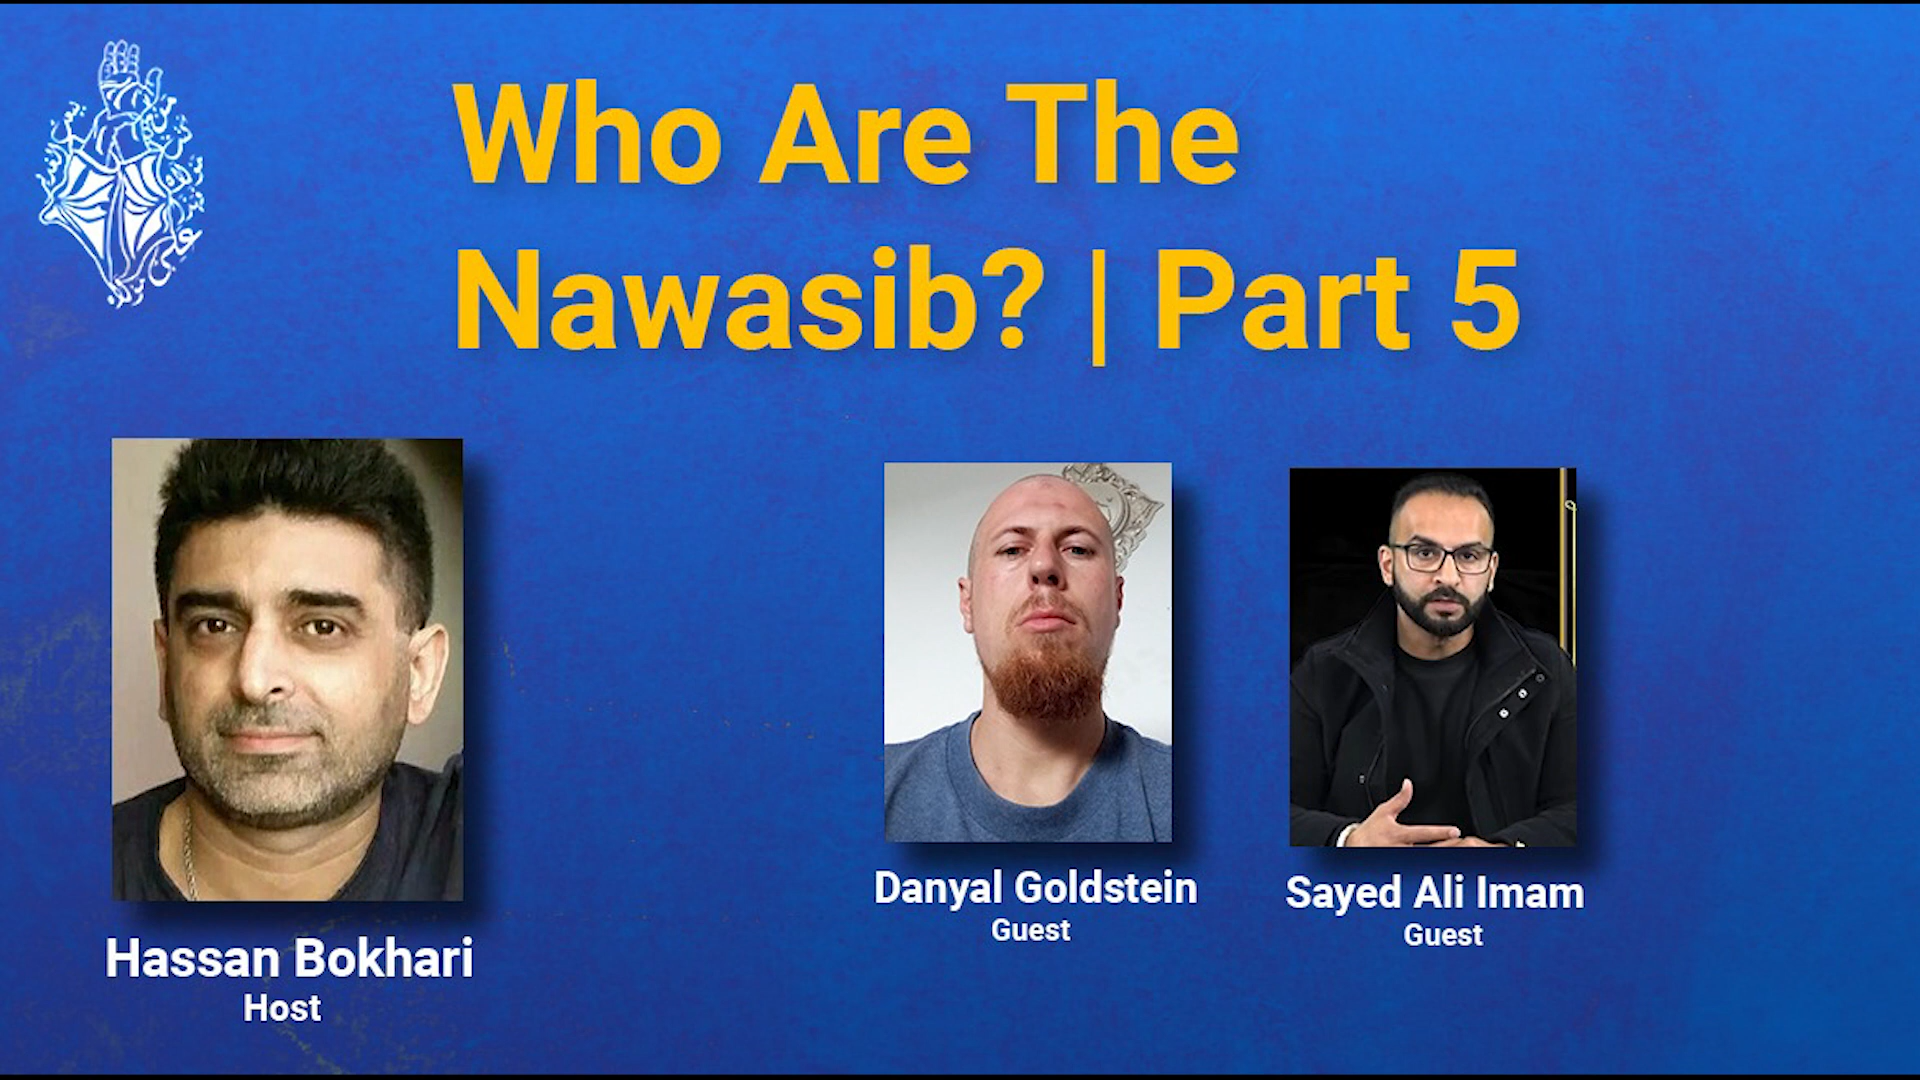 Who Are The
Nawasib? | Part 5
Hassan Bokhari
Host
Danyal Goldstein
Guest
Sayed Ali Imam
Guest